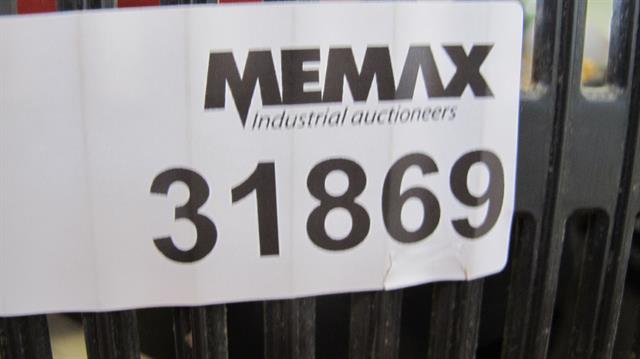 MEMAX
Industrial auctioneers
31869